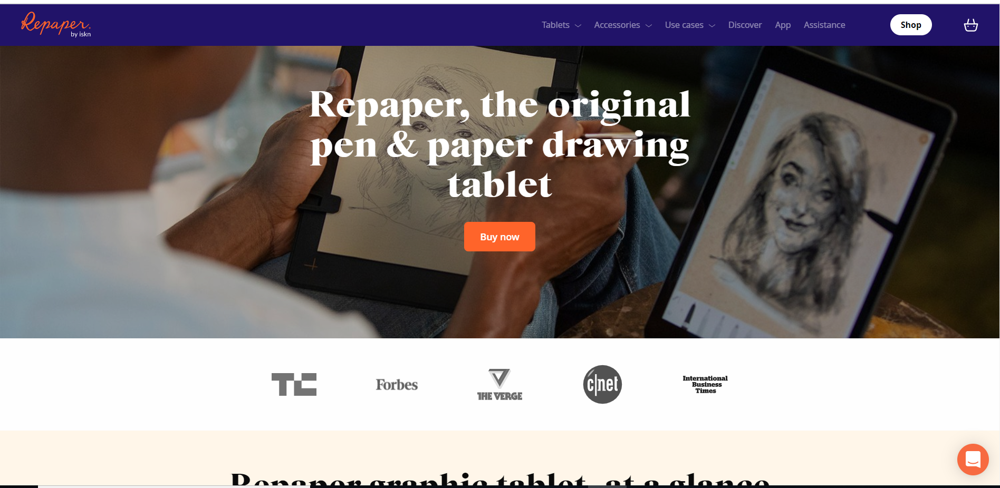 Repaper.
by iskn
Tablets Accessories Use cases Discover App Assistance Shop
Repaper, the original
pen & paper drawing
tablet
Buy now
TC
Forbes
THE VERGE
c|net
International
Business
Times
Repaper graphic tablet, at a glance